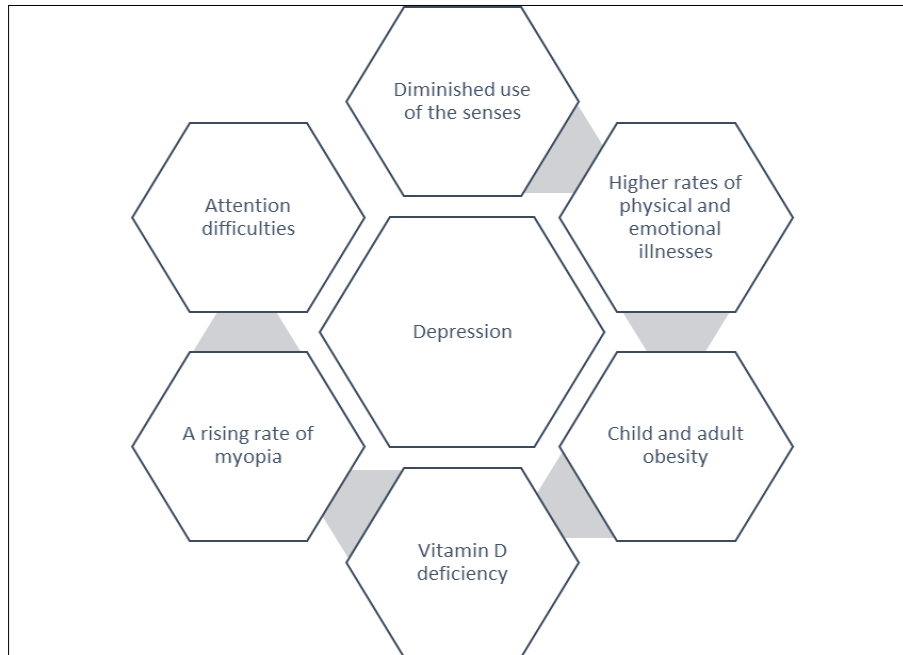 Diminished use
of the senses
Higher rates of
physical and
emotional
illnesses
Attention
difficulties
Depression
Child and adult
obesity
A rising rate of
myopia
Vitamin D
deficiency